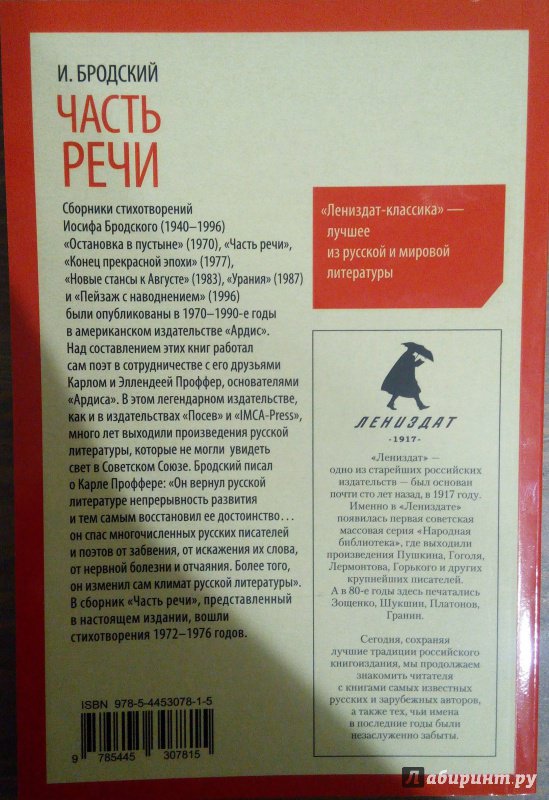 И. БРОДСКИЙ
ЧАСТЬ
РЕЧИ
Сборники стихотворений
Иосифа Бродского (1940–1996)
«Остановка в пустыне» (1970), «Часть речи»,
«Конец прекрасной эпохи» (1977),
«Новые стансы к Августе» (1983), «Урания» (1987)
и «Пейзаж с наводнением» (1996)
были опубликованы в 1970–1990-е годы
в американском издательстве «Ардис».
Над составлением этих книг работал
сам поэт в сотрудничестве с его друзьями
Карлом и Эллендеей Проффер, основателями
«Ардиса». В этом легендарном издательстве,
как и в издательствах «Посев» и «IMCA-Press»,
много лет выходили произведения русской
литературы, которые не могли увидеть
свет в Советском Союзе. Бродский писал
о Карле Проффере: «Он вернул русской
литературе непрерывность развития
и тем самым восстановил ее достоинство…
он спас многочисленных русских писателей
и поэтов от забвения, от искажения их слова,
от нервной болезни и отчаяния. Более того,
он изменил сам климат русской литературы».
В сборник «Часть речи», представленный
в настоящем издании, вошли
стихотворения 1972–1976 годов.
«Лениздат-классика» —
лучшее
из русской и мировой
литературы
ЛЕНИЗДАТ
·1917·
«Лениздат» —
одно из старейших российских
издательств — был основан
почти сто лет назад, в 1917 году.
Именно в «Лениздате»
появилась первая советская
массовая серия «Народная
библиотека», где выходили
произведения Пушкина, Гоголя,
Лермонтова, Горького и других
крупнейших писателей.
А в 80-е годы здесь печатались
Зощенко, Шукшин, Платонов,
Гранин.
Сегодня, сохраняя
лучшие традиции российского
книгоиздания, мы продолжаем
знакомить читателя
с книгами самых известных
русских и зарубежных авторов,
а также тех, чьи имена
в последние годы были
незаслуженно забыты.
ISBN 978-5-4453078-1-5
9 785445 307815
Лабиринт.ру